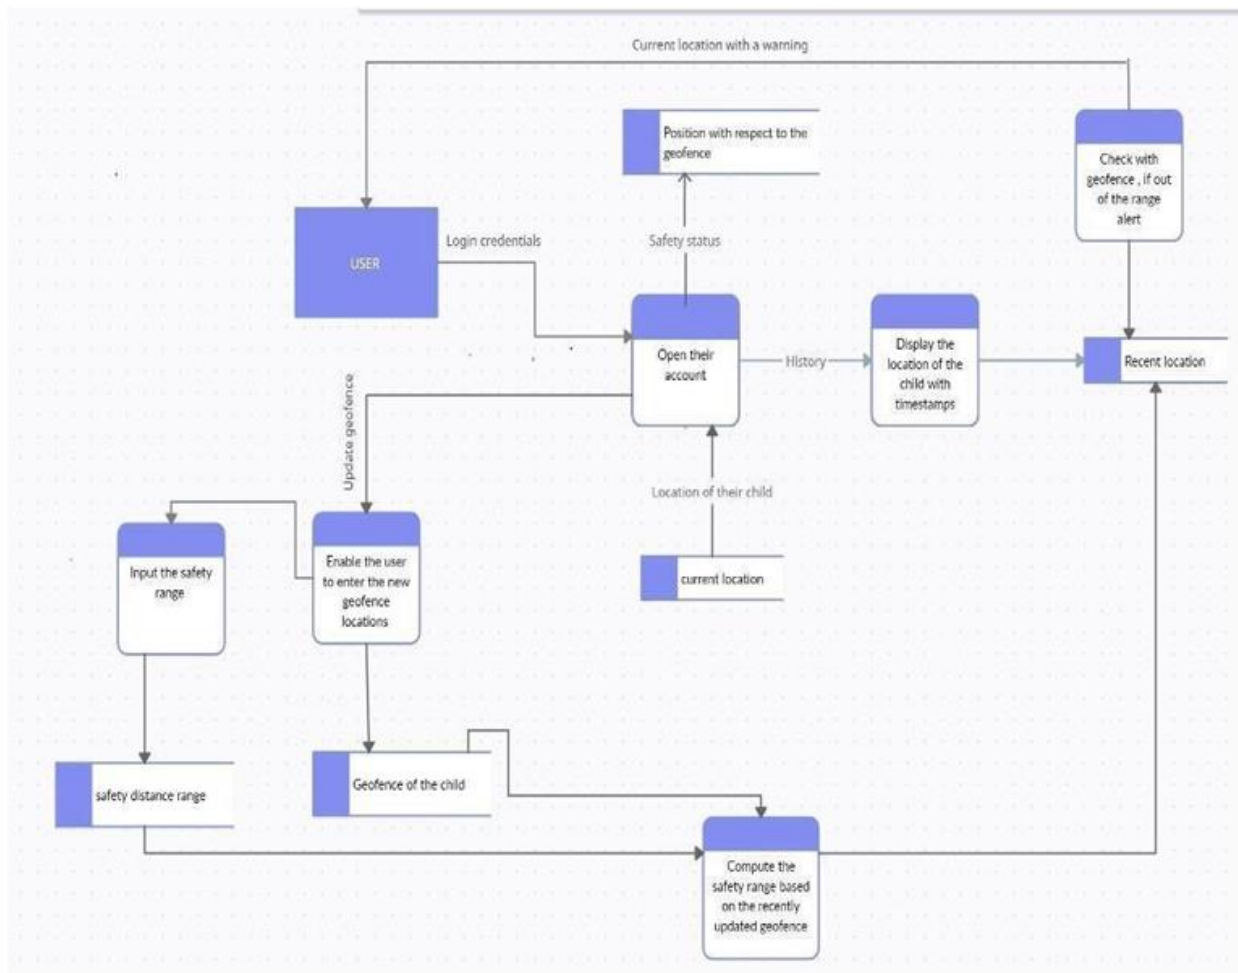 Current location with a warning
Position with respect to the
geofence
Check with
geofence , if out
of the range
alert
USER
Login credentials
Safety status
Open their
account
History
Display the
location of the
child with
timestamps
Recent location
Update geofence
Location of their child
current location
Input the safety
range
Enable the user
to enter the new
geofence
locations
safety distance range
Geofence of the child
Compute the
safety range based
on the recently
updated geofence